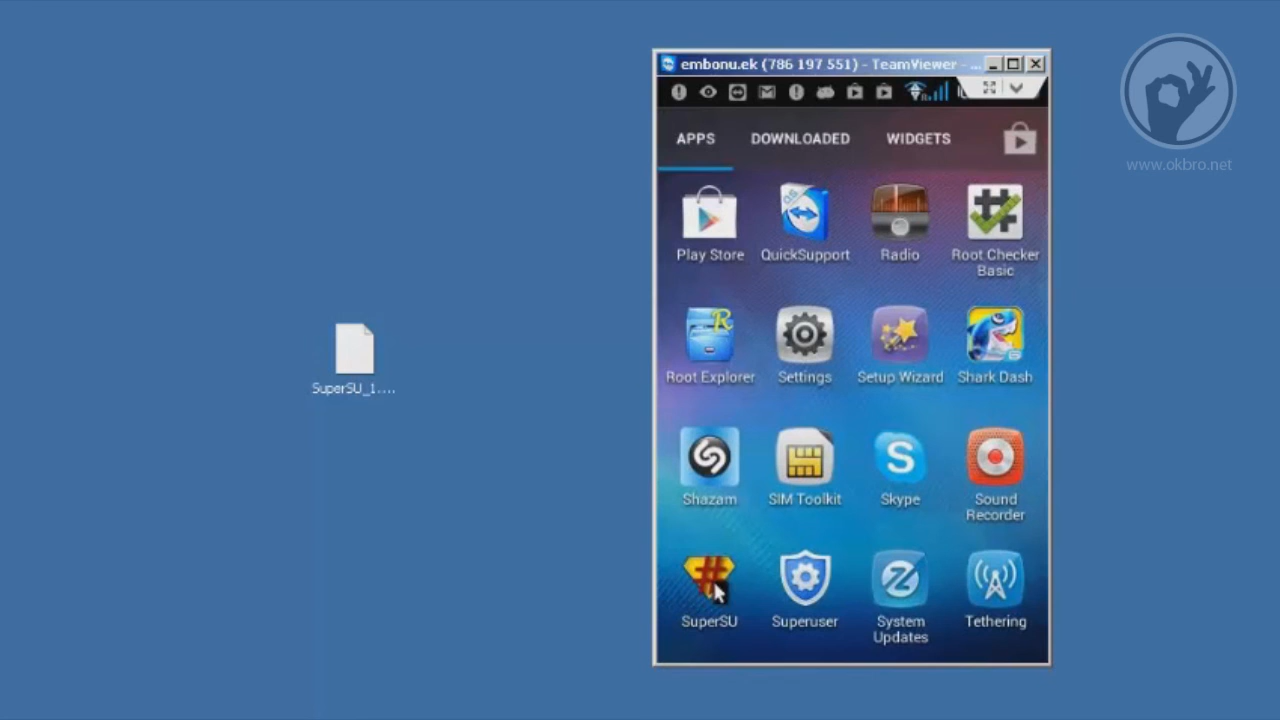 embonu.ek (786 197 551) - TeamViewer - ...
www.okbro.net
APPS DOWNLOADED WIDGETS
Play Store QuickSupport Radio Root Checker
Basic
SuperSU_1....
Root Explorer Settings Setup Wizard Shark Dash
Shazam SIM Toolkit Skype Sound
Recorder
SuperSU Superuser System Tethering
Updates